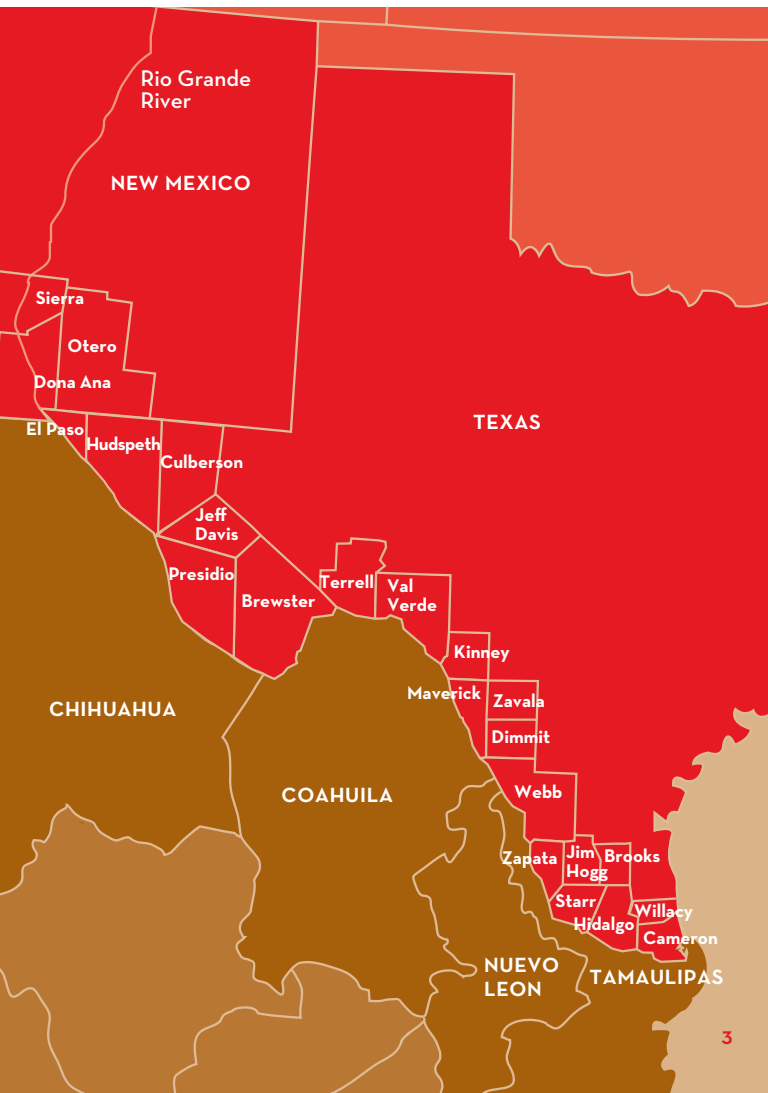 Rio Grande
River
NEW MEXICO
Sierra
Otero
Dona Ana
El Paso
Hudspeth
Culberson
TEXAS
Jeff
Davis
Presidio
Brewster
Terrell
Val
Verde
Kinney
Maverick
Zavala
Dimmit
CHIHUAHUA
COAHUILA
Webb
Zapata
Jim
Hogg
Brooks
Starr
Hidalgo
Willacy
Cameron
NUEVO
LEON
TAMAULIPAS
3